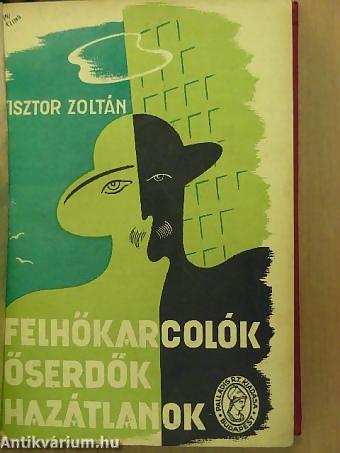 TISZTOR ZOLTÁN
FELHŐKARCOLÓK
ŐSERDŐK
HAZÁTLANOK
PALLADIS R.T. KIADÁSA
BUDAPEST
Antikvárium.hu